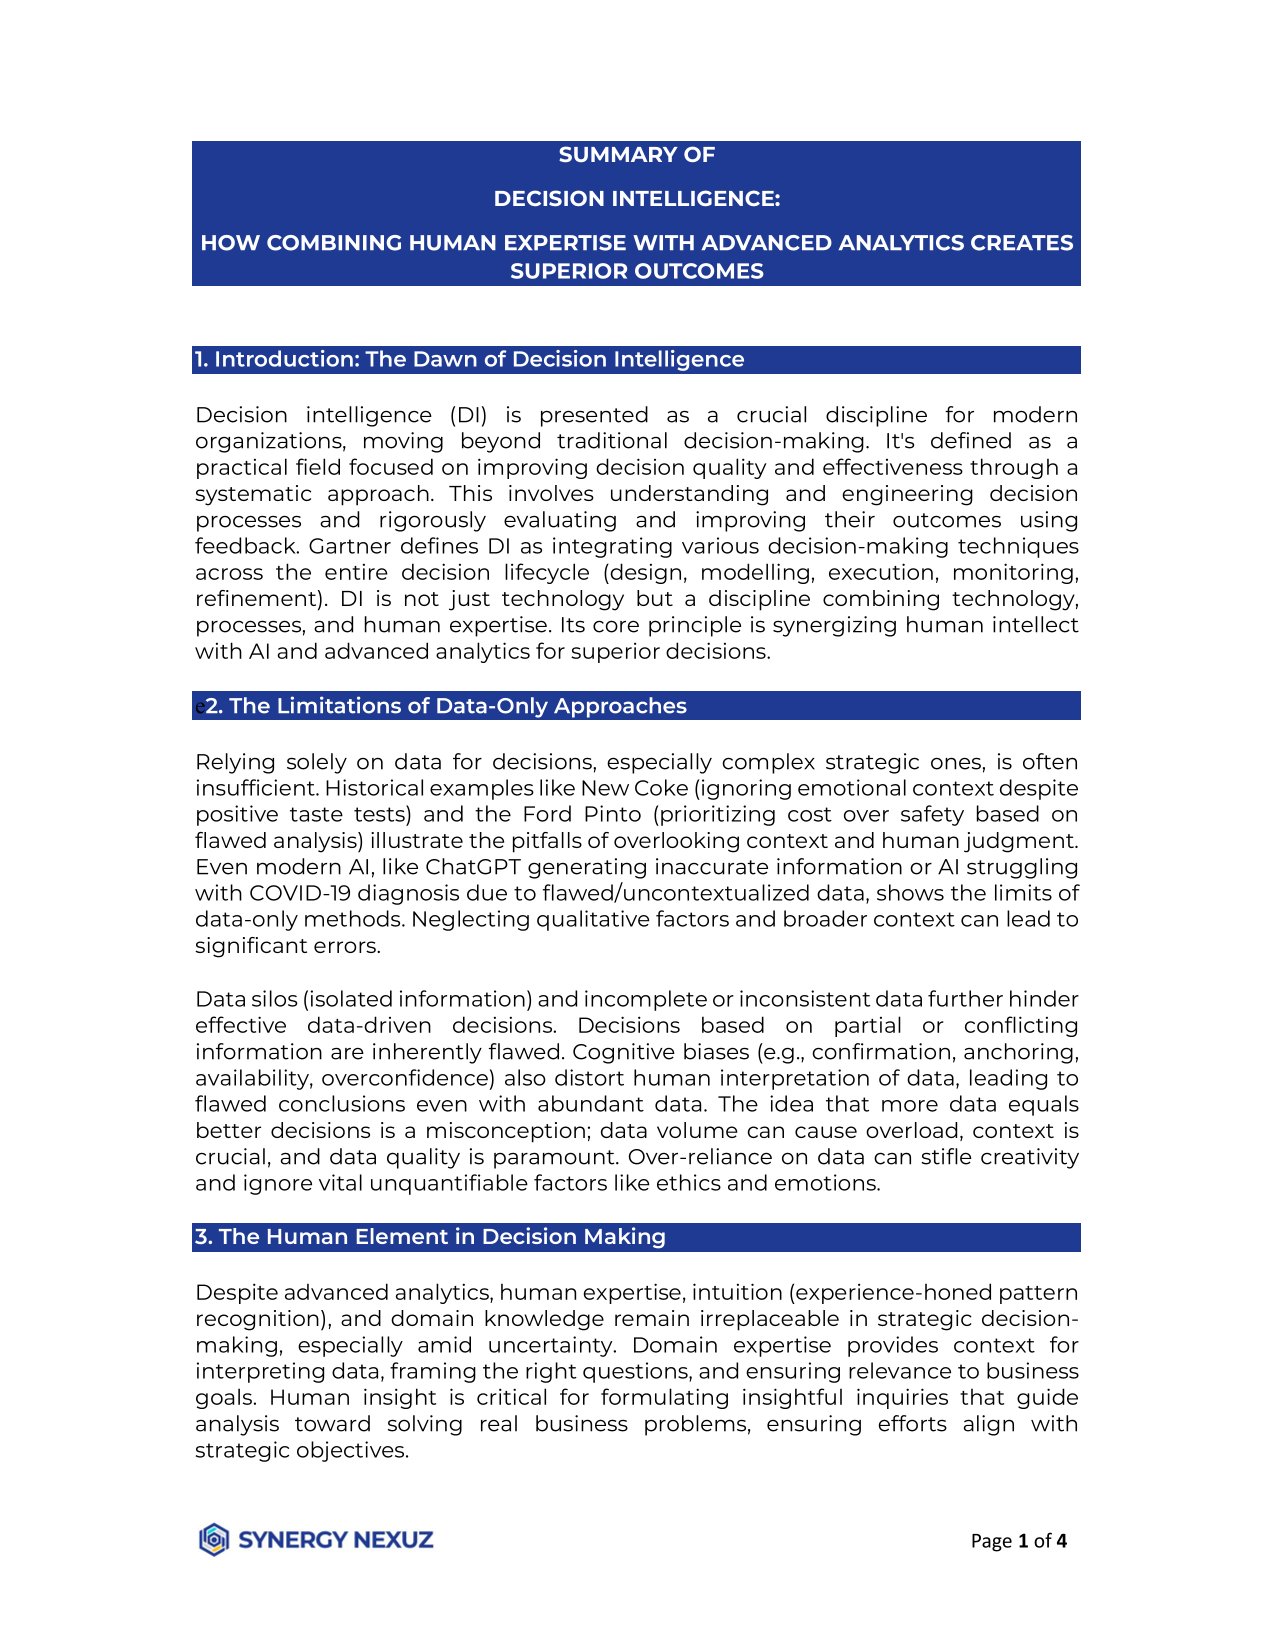 SUMMARY OF
DECISION INTELLIGENCE:
HOW COMBINING HUMAN EXPERTISE WITH ADVANCED ANALYTICS CREATES
SUPERIOR OUTCOMES
1. Introduction: The Dawn of Decision Intelligence
Decision intelligence (DI) is presented as a crucial discipline for modern
organizations, moving beyond traditional decision-making. It's defined as a
practical field focused on improving decision quality and effectiveness through a
systematic approach. This involves understanding and engineering decision
processes and rigorously evaluating and improving their outcomes using
feedback. Gartner defines DI as integrating various decision-making techniques
across the entire decision lifecycle (design, modelling, execution, monitoring,
refinement). DI is not just technology but a discipline combining technology,
processes, and human expertise. Its core principle is synergizing human intellect
with AI and advanced analytics for superior decisions.
e2. The Limitations of Data-Only Approaches
Relying solely on data for decisions, especially complex strategic ones, is often
insufficient. Historical examples like New Coke (ignoring emotional context despite
positive taste tests) and the Ford Pinto (prioritizing cost over safety based on
flawed analysis) illustrate the pitfalls of overlooking context and human judgment.
Even modern AI, like ChatGPT generating inaccurate information or AI struggling
with COVID-19 diagnosis due to flawed/uncontextualized data, shows the limits of
data-only methods. Neglecting qualitative factors and broader context can lead to
significant errors.
Data silos (isolated information) and incomplete or inconsistent data further hinder
effective data-driven decisions. Decisions based on partial or conflicting
information are inherently flawed. Cognitive biases (e.g., confirmation, anchoring,
availability, overconfidence) also distort human interpretation of data, leading to
flawed conclusions even with abundant data. The idea that more data equals
better decisions is a misconception; data volume can cause overload, context is
crucial, and data quality is paramount. Over-reliance on data can stifle creativity
and ignore vital unquantifiable factors like ethics and emotions.
3. The Human Element in Decision Making
Despite advanced analytics, human expertise, intuition (experience-honed pattern
recognition), and domain knowledge remain irreplaceable in strategic decision-
making, especially amid uncertainty. Domain expertise provides context for
interpreting data, framing the right questions, and ensuring relevance to business
goals. Human insight is critical for formulating insightful inquiries that guide
analysis toward solving real business problems, ensuring efforts align with
strategic objectives.
SYNERGY NEXUZ
Page 1 of 4